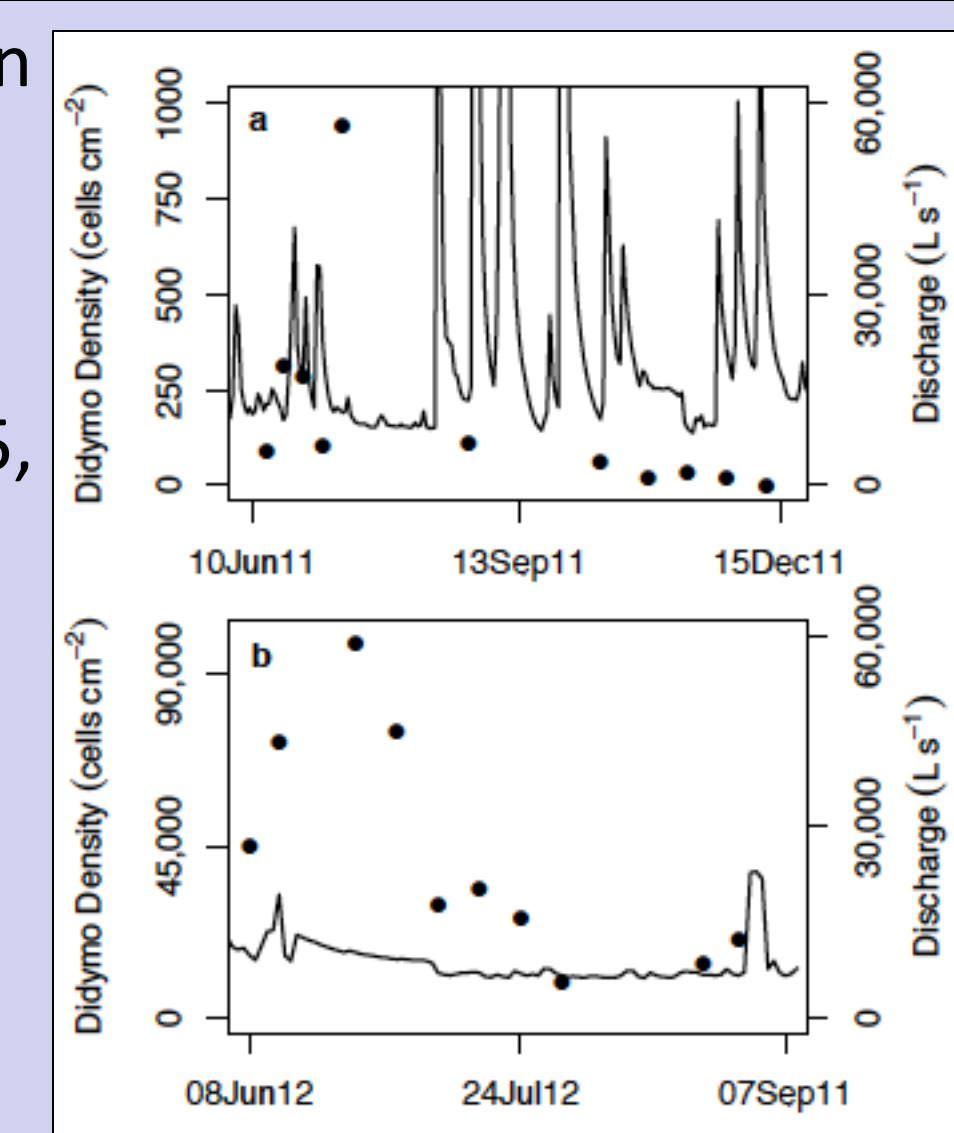 n
5,
a
Didymo Density (cells cm⁻²)
1000
750
500
250
0
60,000
30,000
0
Discharge (L s⁻¹)
10Jun11 13Sep11 15Dec11
b
Didymo Density (cells cm⁻²)
90,000
45,000
0
60,000
30,000
0
Discharge (L s⁻¹)
08Jun12 24Jul12 07Sep11